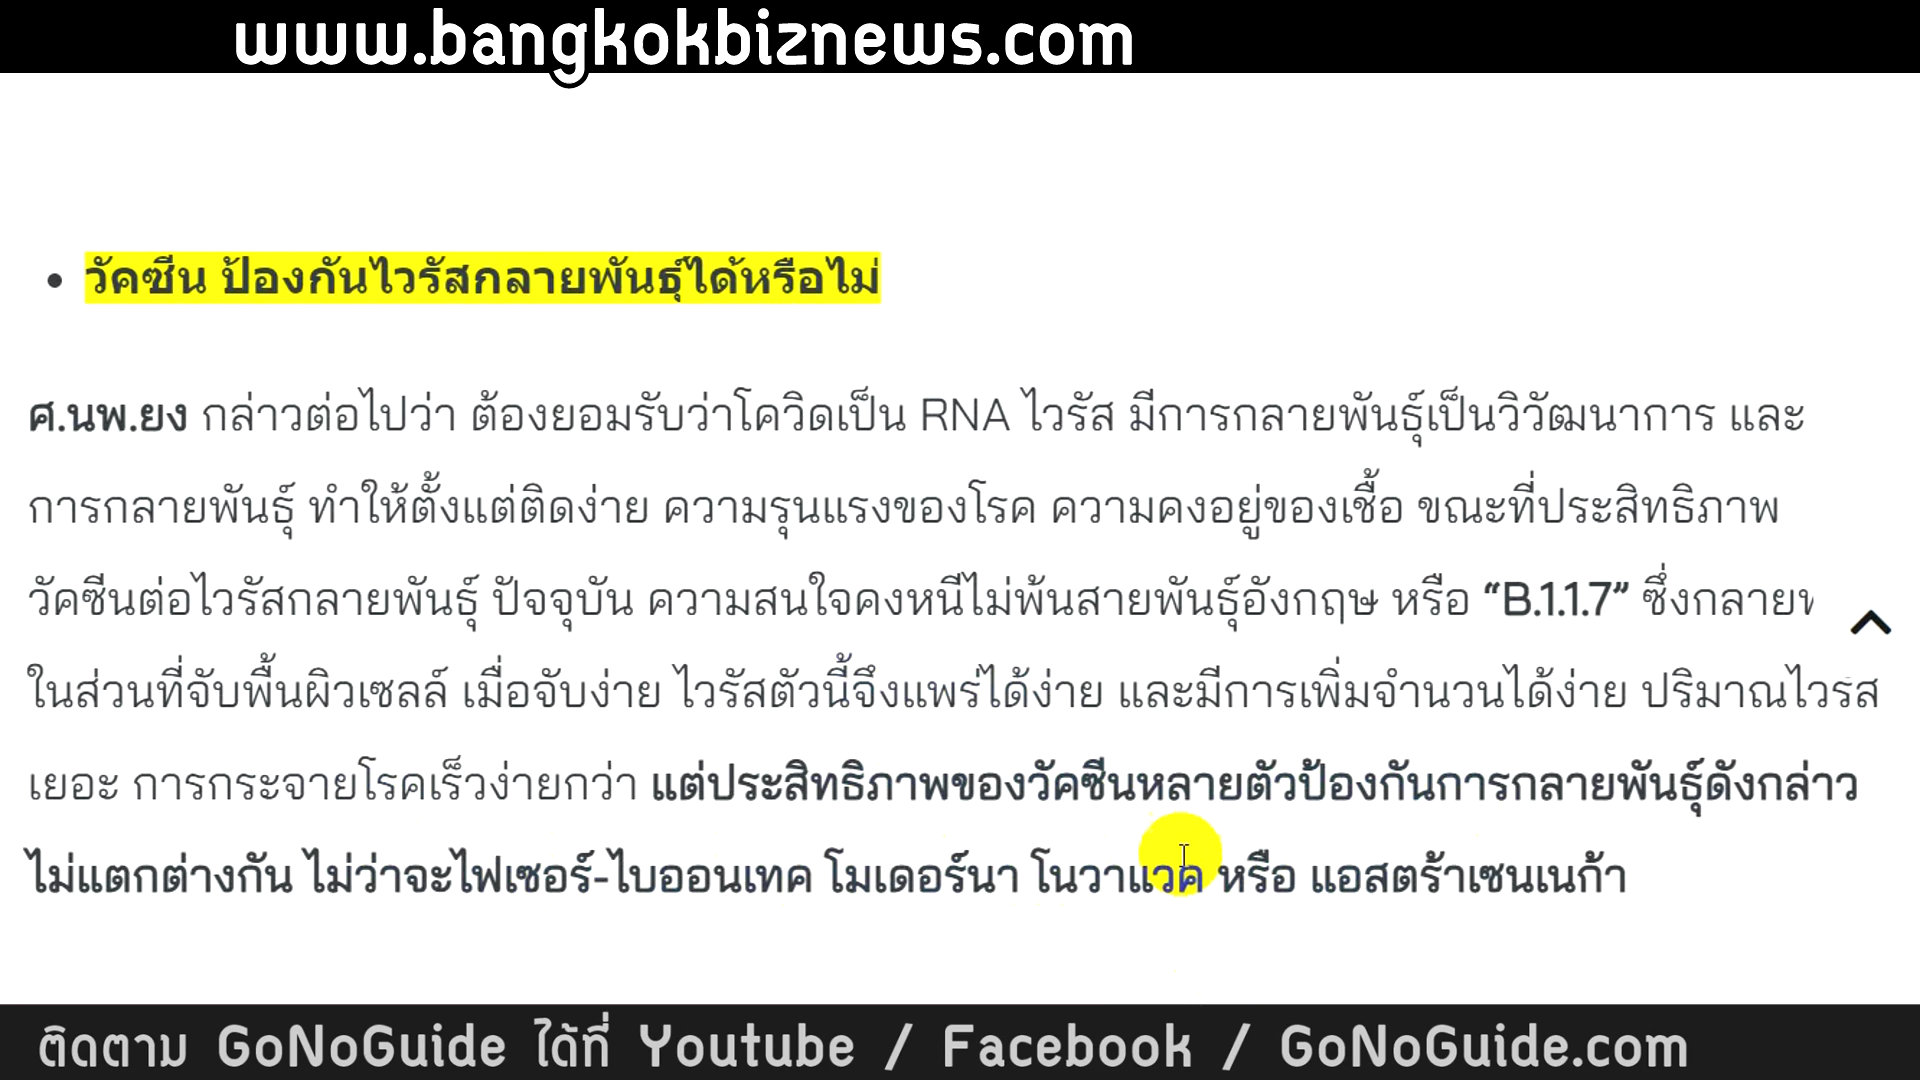 www.bangkokbiznews.com
• วัคซีน ป้องกันไวรัสกลายพันธุ์ได้หรือไม่
ศ.นพ.ยง กล่าวต่อไปว่า ต้องยอมรับว่าโควิดเป็น RNA ไวรัส มีการกลายพันธุ์เป็นวิวัฒนาการ และ
การกลายพันธุ์ ทำให้ตั้งแต่ติดง่าย ความรุนแรงของโรค ความคงอยู่ของเชื้อ ขณะที่ประสิทธิภาพ
วัคซีนต่อไวรัสกลายพันธุ์ ปัจจุบัน ความสนใจคงหนีไม่พ้นสายพันธุ์อังกฤษ หรือ “B.1.1.7” ซึ่งกลาย
ในส่วนที่จับพื้นผิวเซลล์ เมื่อจับง่าย ไวรัสตัวนี้จึงแพร่ได้ง่าย และมีการเพิ่มจำนวนได้ง่าย ปริมาณไวรัส
เยอะ การกระจายโรคเร็วง่ายกว่า แต่ประสิทธิภาพของวัคซีนหลายตัวป้องกันการกลายพันธุ์ดังกล่าว
ไม่แตกต่างกัน ไม่ว่าจะไฟเซอร์-ไบออนเทค โมเดอร์นา โนวาแวค หรือ แอสตร้าเซนเนก้า
ติดตาม GoNoGuide ได้ที่ Youtube / Facebook / GoNoGuide.com